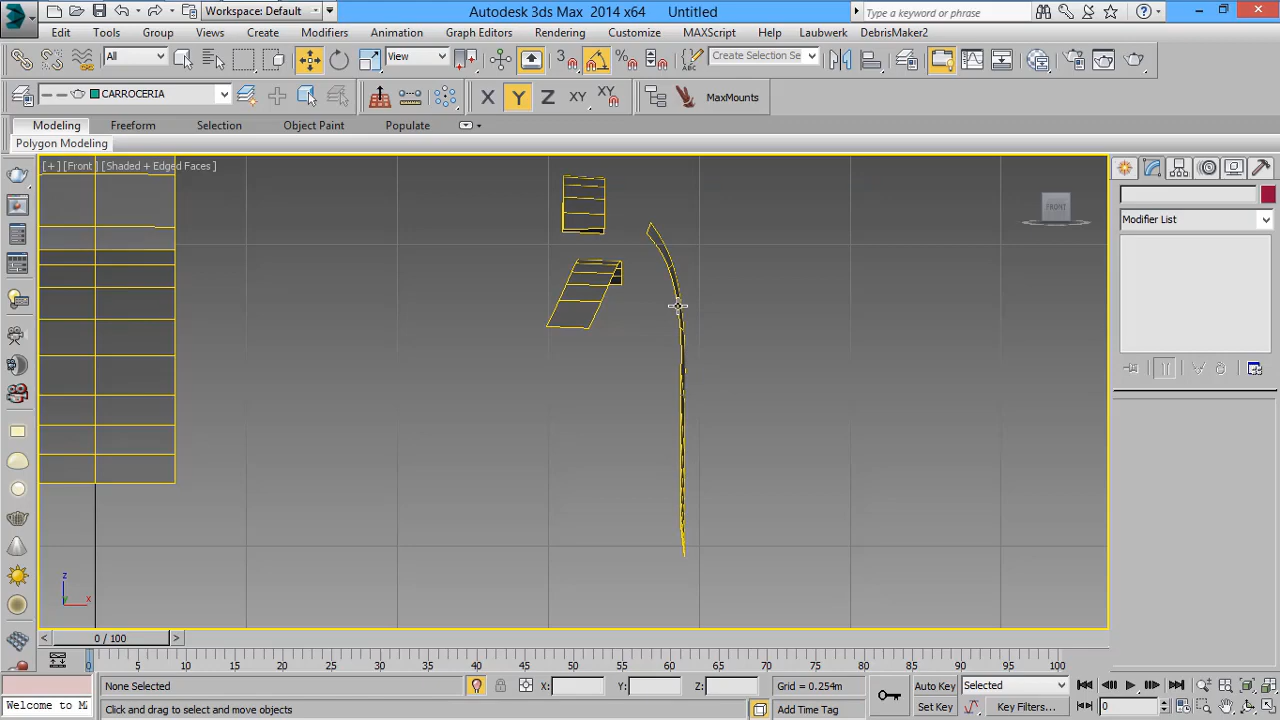 Workspace: Default
Autodesk 3ds Max  2014 x64    Untitled
Type a keyword or phrase
Edit Tools Group Views Create Modifiers Animation Graph Editors Rendering Customize MAXScript Help Laubwerk DebrisMaker2
All View Create Selection Se
CARROCERIA X Y Z XY XY MaxMounts
Modeling Freeform Selection Object Paint Populate
Polygon Modeling
[+] [Front ] [Shaded + Edged Faces ]
FRONT
Modifier List
z
x
0 / 100
0 5 10 15 20 25 30 35 40 45 50 55 60 65 70 75 80 85 90 95 100
None Selected X: Y: Z: Grid = 0.254m Auto Key Selected
Welcome to M Click and drag to select and move objects Add Time Tag Set Key Key Filters... 0